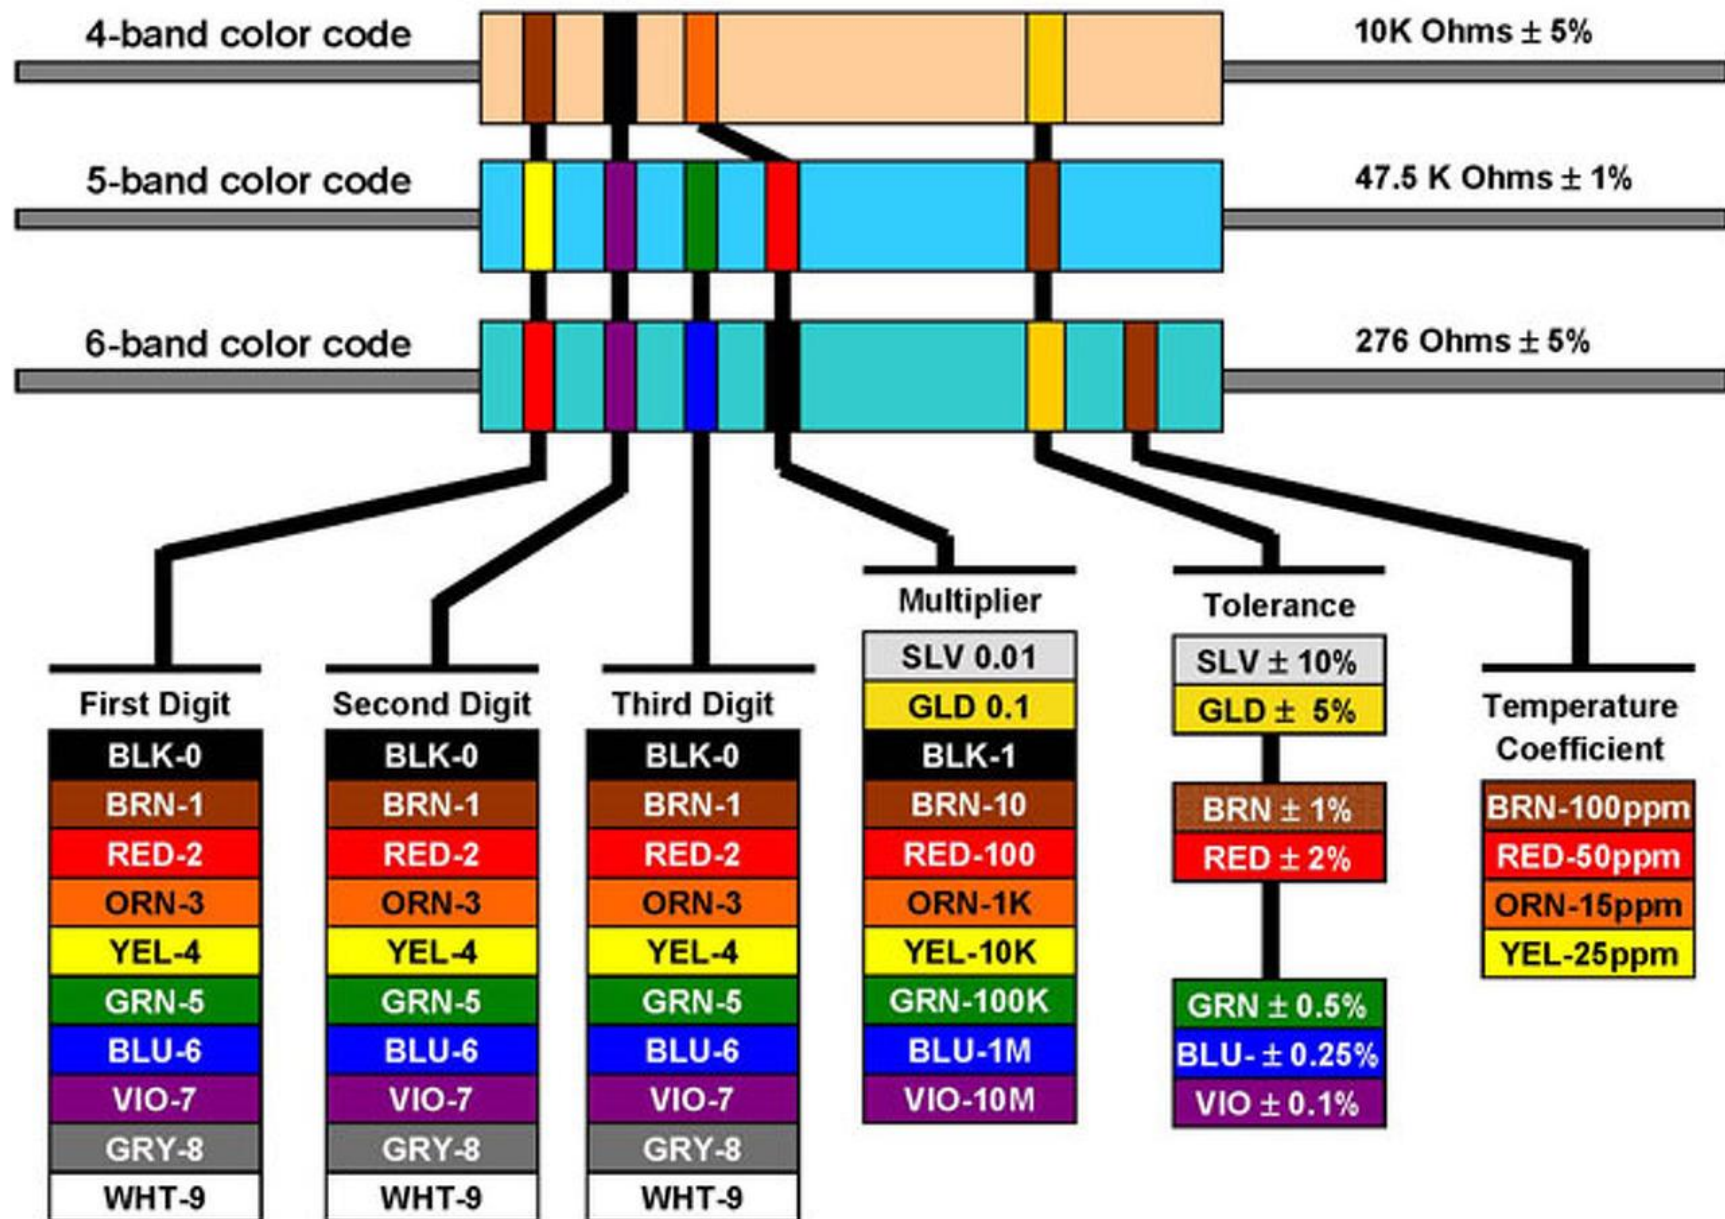 4-band color code
10K Ohms ± 5%
5-band color code
47.5 K Ohms ± 1%
6-band color code
276 Ohms ± 5%
First Digit
BLK-0
BRN-1
RED-2
ORN-3
YEL-4
GRN-5
BLU-6
VIO-7
GRY-8
WHT-9
Second Digit
BLK-0
BRN-1
RED-2
ORN-3
YEL-4
GRN-5
BLU-6
VIO-7
GRY-8
WHT-9
Third Digit
BLK-0
BRN-1
RED-2
ORN-3
YEL-4
GRN-5
BLU-6
VIO-7
GRY-8
WHT-9
Multiplier
SLV 0.01
GLD 0.1
BLK-1
BRN-10
RED-100
ORN-1K
YEL-10K
GRN-100K
BLU-1M
VIO-10M
Tolerance
SLV ± 10%
GLD ± 5%
BRN ± 1%
RED ± 2%
GRN ± 0.5%
BLU- ± 0.25%
VIO ± 0.1%
Temperature
Coefficient
BRN-100ppm
RED-50ppm
ORN-15ppm
YEL-25ppm